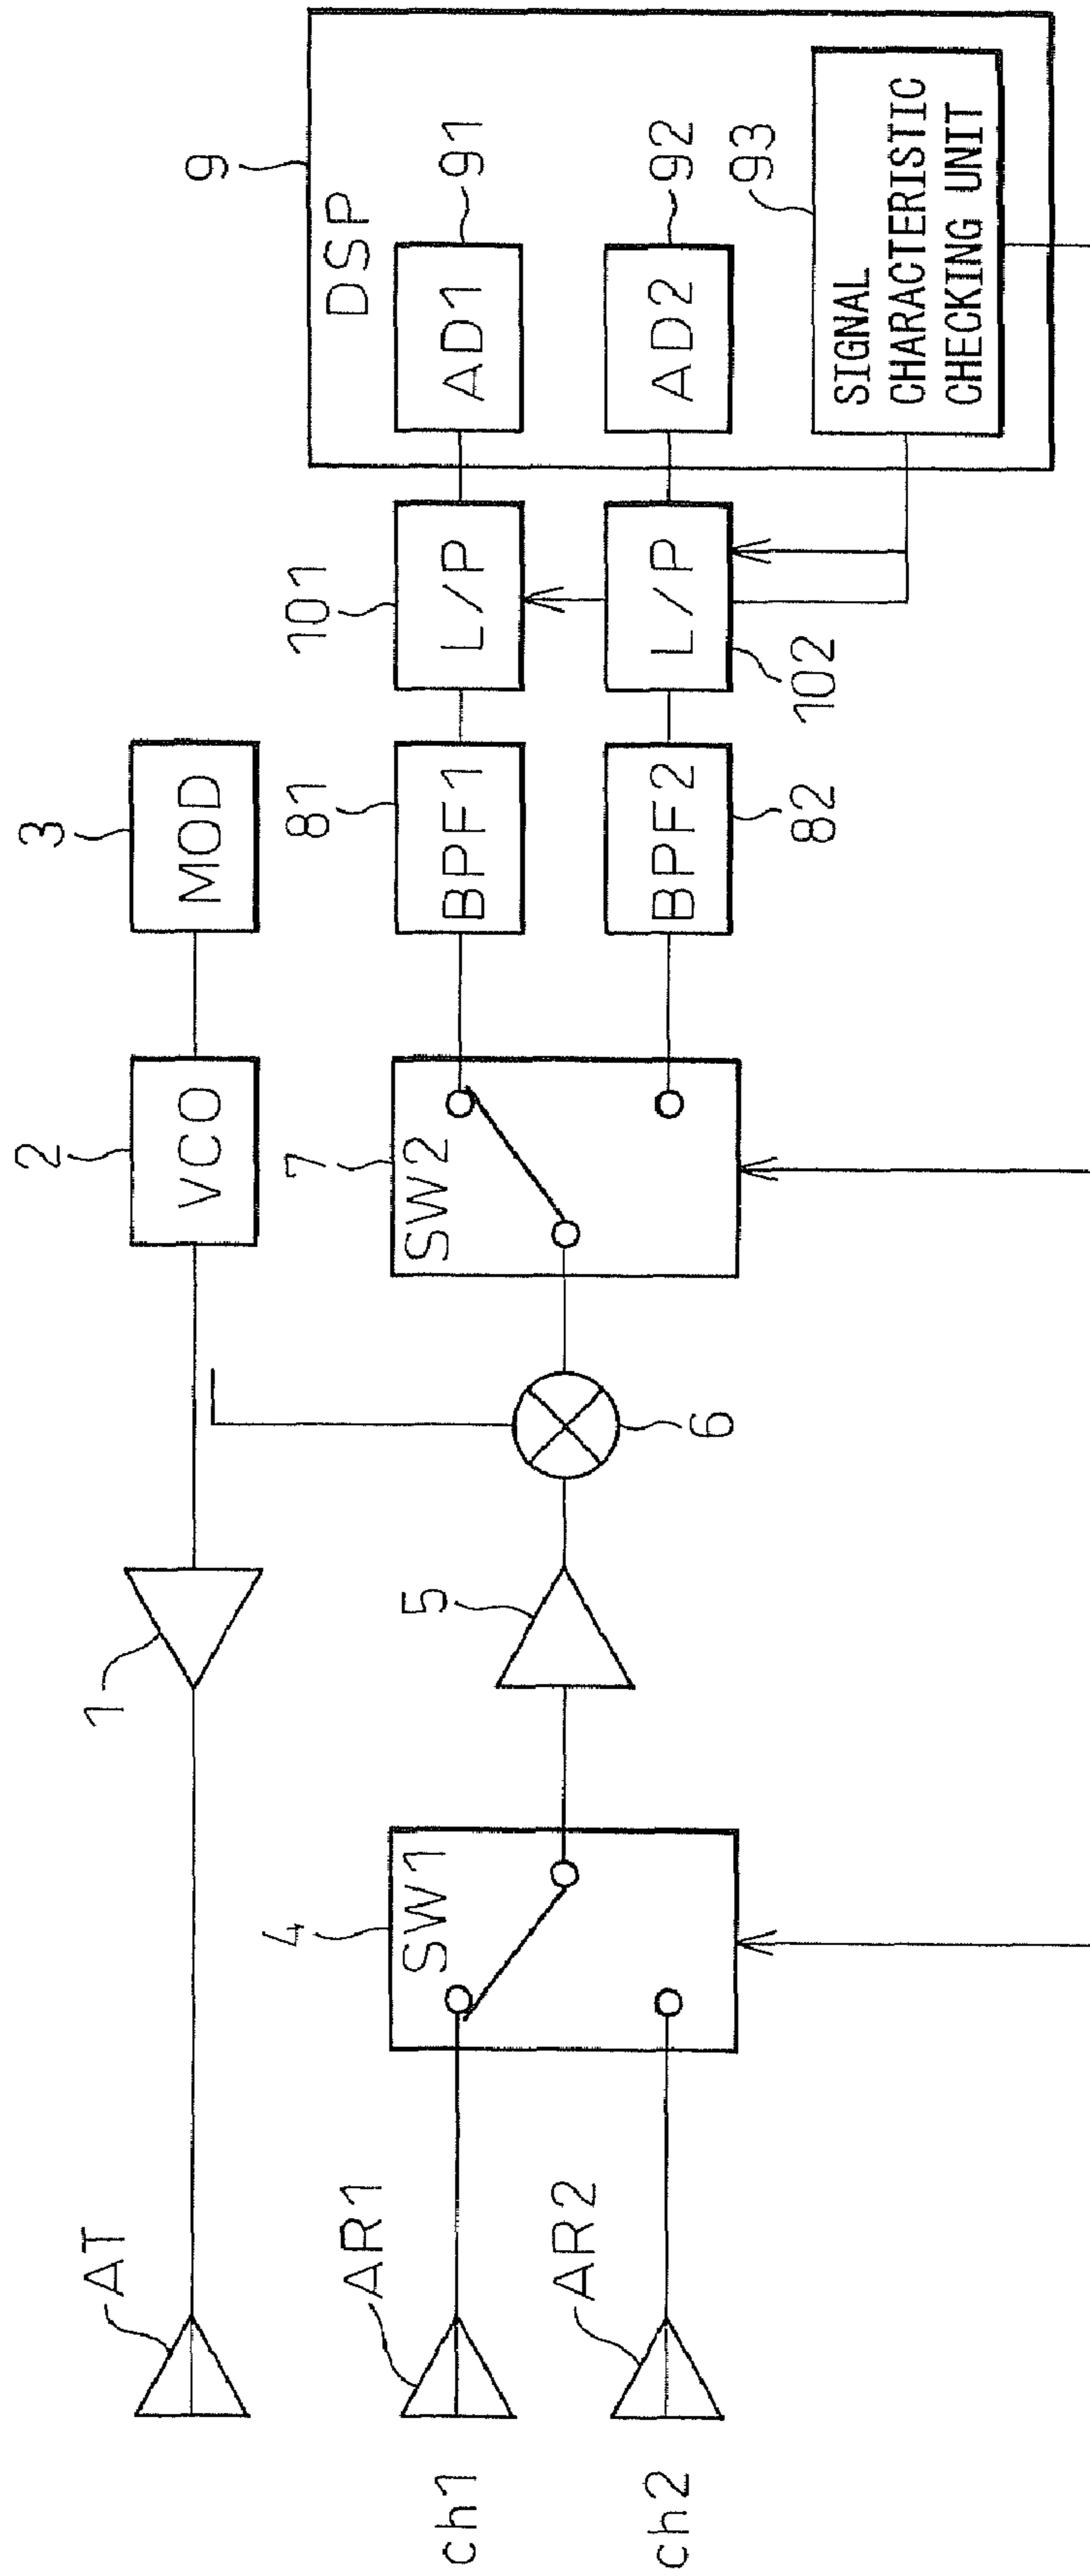 AT
1
2
VCO
3
MOD
ch1
AR1
ch2
AR2
4
SW1
5
6
7
SW2
81
BPF1
82
BPF2
101
L/P
102
L/P
9
DSP
AD1
91
AD2
92
93
SIGNAL
CHARACTERISTIC
CHECKING UNIT